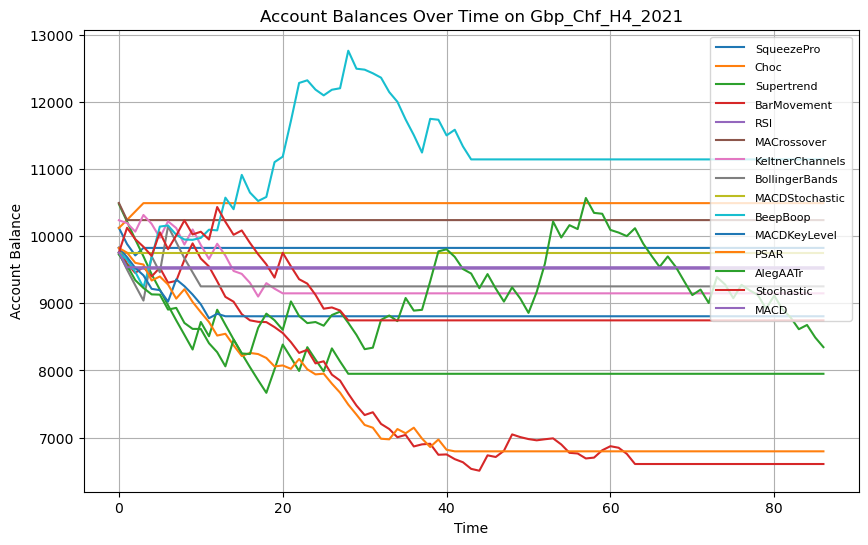 Account Balances Over Time on Gbp_Chf_H4_2021
13000
12000
11000
10000
9000
8000
7000
Account Balance
0
20
40
60
80
Time
SqueezePro
Choc
Supertrend
BarMovement
RSI
MACrossover
KeltnerChannels
BollingerBands
MACDStochastic
BeepBoop
MACDKeyLevel
PSAR
AlegAATr
Stochastic
MACD